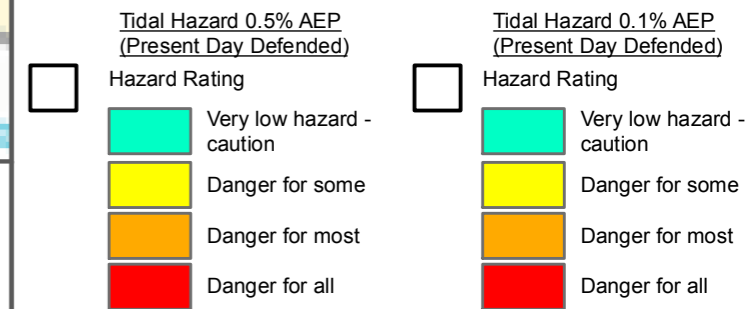 Tidal Hazard 0.5% AEP
(Present Day Defended)
Hazard Rating
Very low hazard -
caution
Danger for some
Danger for most
Danger for all
Tidal Hazard 0.1% AEP
(Present Day Defended)
Hazard Rating
Very low hazard -
caution
Danger for some
Danger for most
Danger for all